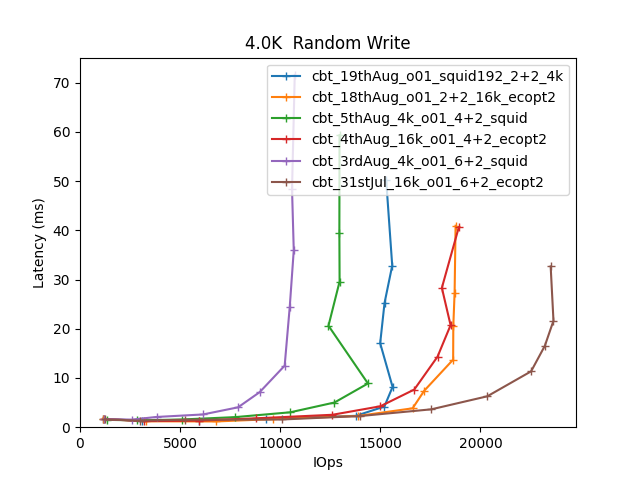 4.0K  Random Write
70
60
50
40
30
20
10
0
Latency (ms)
cbt_19thAug_o01_squid192_2+2_4k
cbt_18thAug_o01_2+2_16k_ecopt2
cbt_5thAug_4k_o01_4+2_squid
cbt_4thAug_16k_o01_4+2_ecopt2
cbt_3rdAug_4k_o01_6+2_squid
cbt_31stJul_16k_o01_6+2_ecopt2
0 5000 10000 15000 20000
IOps